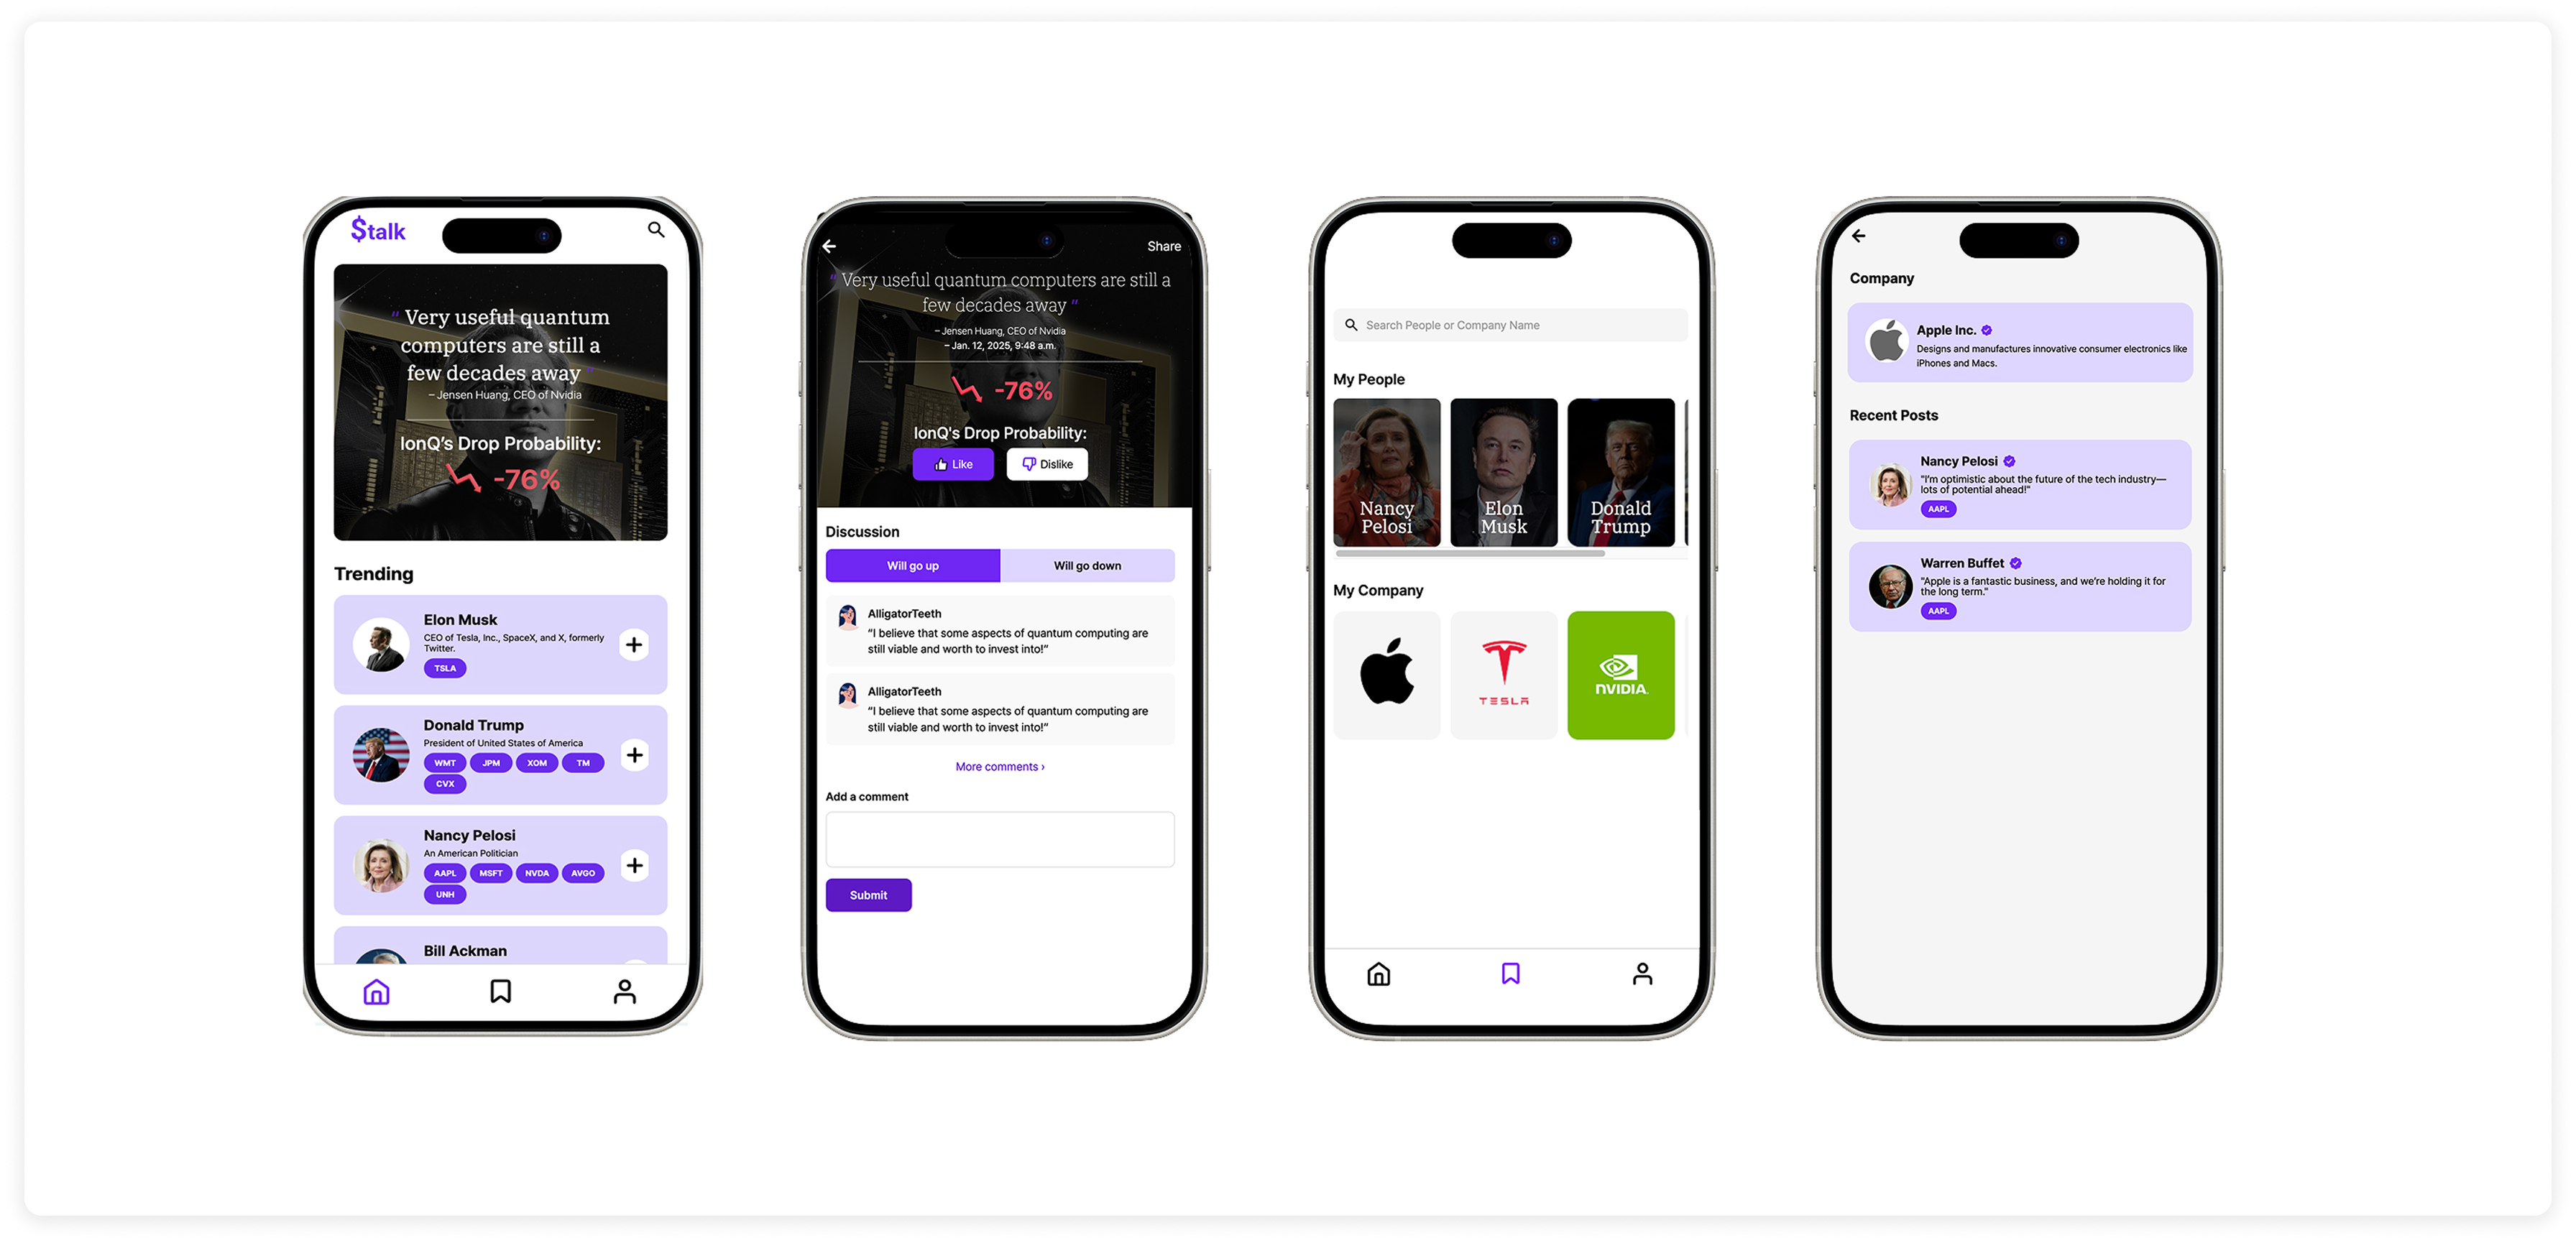 $talk
“ Very useful quantum
computers are still a
few decades away ”
– Jensen Huang, CEO of Nvidia
IonQ’s Drop Probability:
-76%
Trending
Elon Musk
CEO of Tesla, Inc., SpaceX, and X, formerly
Twitter.
TSLA
Donald Trump
President of United States of America
WMT JPM XOM TM
CVX
Nancy Pelosi
An American Politician
AAPL MSFT NVDA AVGO
UNH
Bill Ackman
Share
“ Very useful quantum computers are still a
few decades away ”
– Jensen Huang, CEO of Nvidia
– Jan. 12, 2025, 9:48 a.m.
-76%
IonQ's Drop Probability:
Like Dislike
Discussion
Will go up Will go down
AlligatorTeeth
“I believe that some aspects of quantum computing are
still viable and worth to invest into!”
AlligatorTeeth
“I believe that some aspects of quantum computing are
still viable and worth to invest into!”
More comments ›
Add a comment
Submit
Search People or Company Name
My People
Nancy
Pelosi
Elon
Musk
Donald
Trump
My Company
TESLA
NVIDIA
Company
Apple Inc.
Designs and manufactures innovative consumer electronics like
iPhones and Macs.
Recent Posts
Nancy Pelosi
"I’m optimistic about the future of the tech industry—
lots of potential ahead!"
AAPL
Warren Buffet
"Apple is a fantastic business, and we’re holding it for
the long term."
AAPL